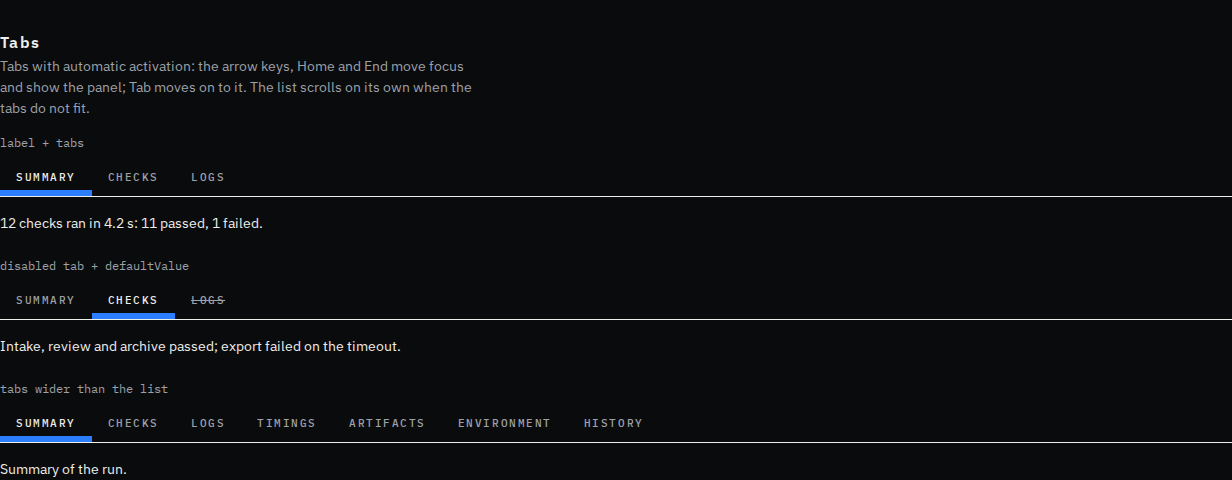 Tabs
Tabs with automatic activation: the arrow keys, Home and End move focus
and show the panel; Tab moves on to it. The list scrolls on its own when the
tabs do not fit.
label + tabs
SUMMARY CHECKS LOGS
12 checks ran in 4.2 s: 11 passed, 1 failed.
disabled tab + defaultValue
SUMMARY CHECKS LOGS
Intake, review and archive passed; export failed on the timeout.
tabs wider than the list
SUMMARY CHECKS LOGS TIMINGS ARTIFACTS ENVIRONMENT HISTORY
Summary of the run.